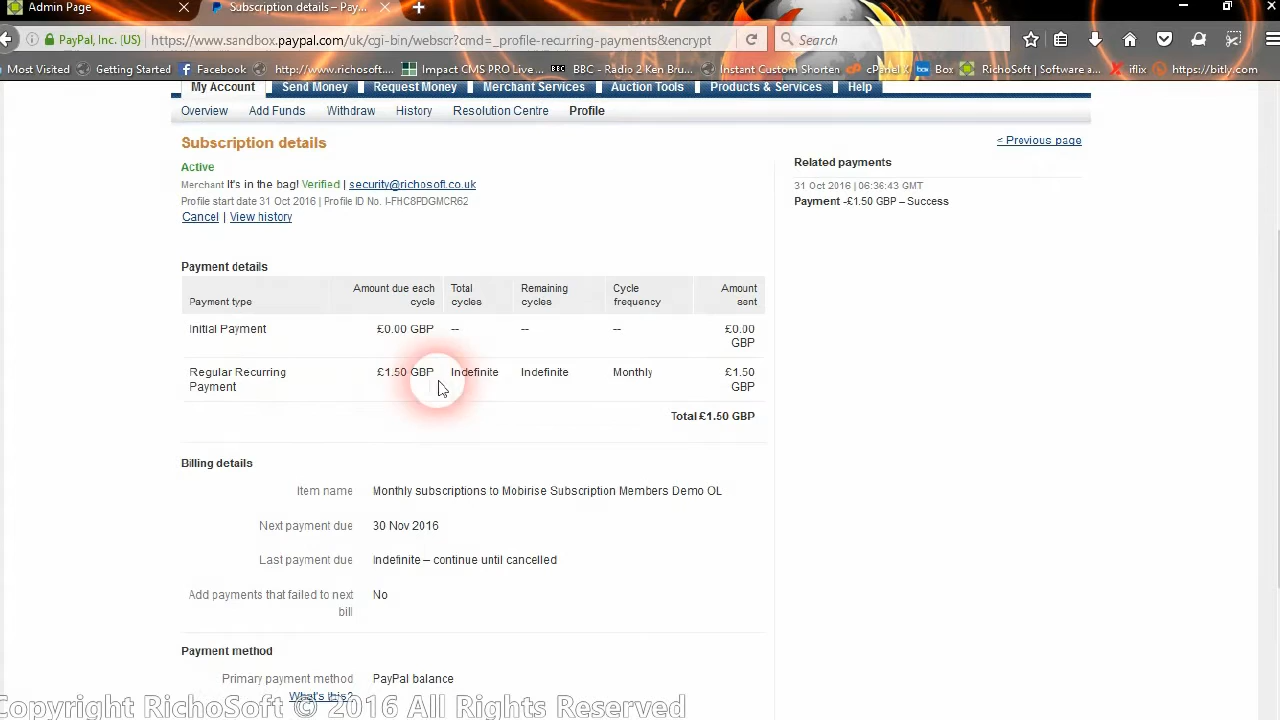 Admin Page
Subscription details – Pay...
PayPal, Inc. (US)
https://www.sandbox.paypal.com/uk/cgi-bin/webscr?cmd=_profile-recurring-payments&encrypt
Search
Most Visited
Getting Started
Facebook
http://www.richosoft....
Impact CMS PRO Live ...
BBC
BBC - Radio 2 Ken Bru...
Instant Custom Shorten
cPanel X
Box
RichoSoft | Software a...
iflix
https://bitly.com
My Account
Send Money
Request Money
Merchant Services
Auction Tools
Products & Services
Help
Overview
Add Funds
Withdraw
History
Resolution Centre
Profile
Subscription details
< Previous page
Active
Merchant It's in the bag! Verified | security@richosoft.co.uk
Profile start date 31 Oct 2016 | Profile ID No. I-FHC8PDGMCR62
Cancel | View history
Related payments
31 Oct 2016 | 06:36:43 GMT
Payment -£1.50 GBP – Success
Payment details
Payment type
Amount due each cycle
Total cycles
Remaining cycles
Cycle frequency
Amount sent
Initial Payment £0.00 GBP -- -- -- £0.00 GBP
Regular Recurring Payment £1.50 GBP Indefinite Indefinite Monthly £1.50 GBP
Total £1.50 GBP
Billing details
Item name Monthly subscriptions to Mobirise Subscription Members Demo OL
Next payment due 30 Nov 2016
Last payment due Indefinite – continue until cancelled
Add payments that failed to next bill No
Payment method
Primary payment method PayPal balance
What's this?
Copyright RichoSoft © 2016 All Rights Reserved